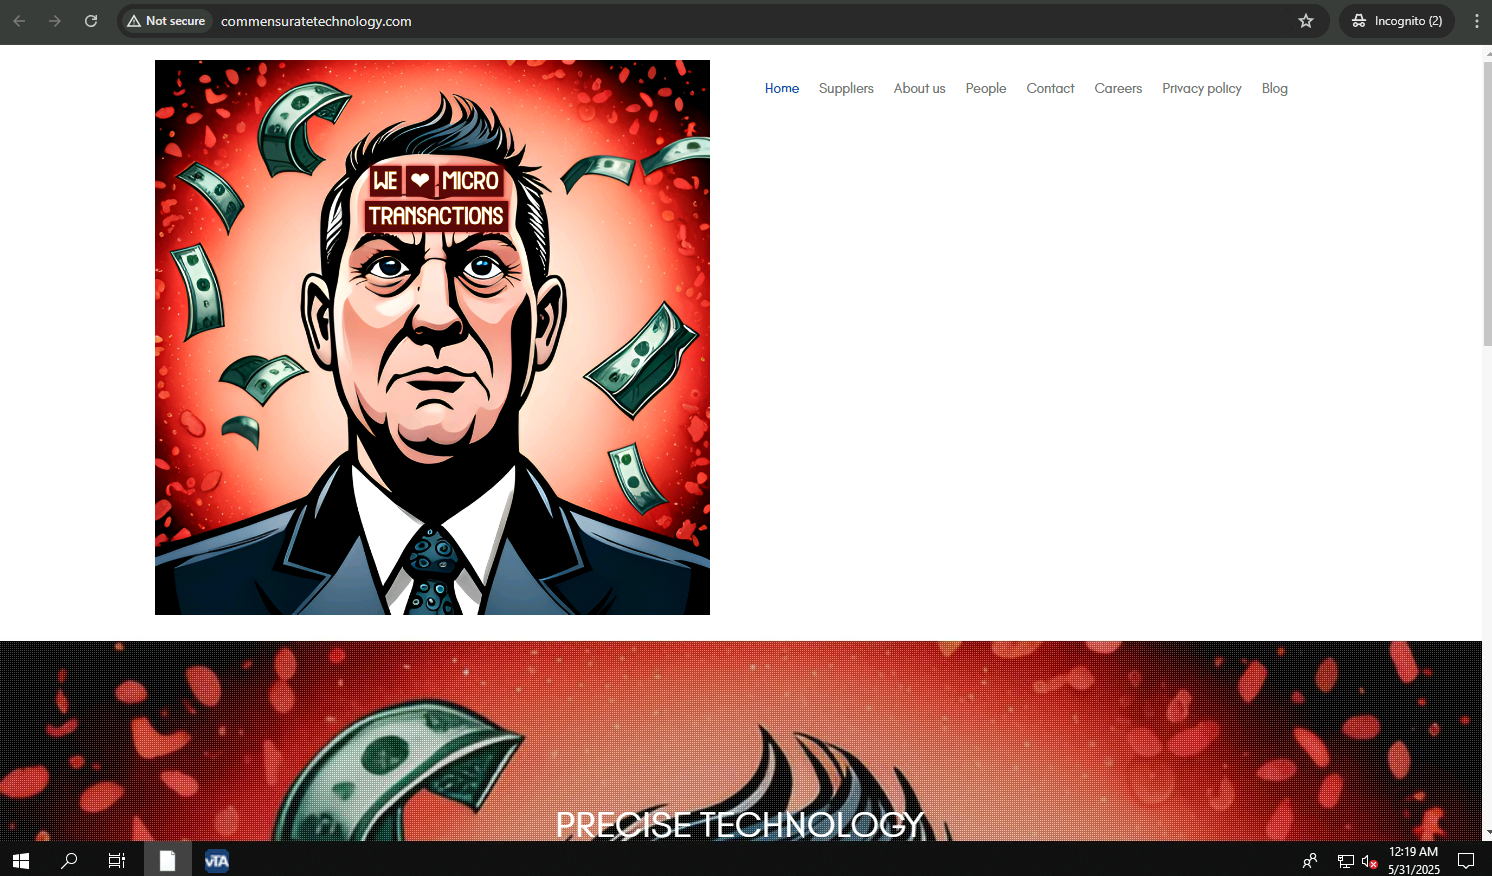 Not secure
commensuratetechnology.com
Incognito (2)
Home Suppliers About us People Contact Careers Privacy policy Blog
WE ❤ MICRO
TRANSACTIONS
PRECISE TECHNOLOGY
vTA
12:19 AM
5/31/2025